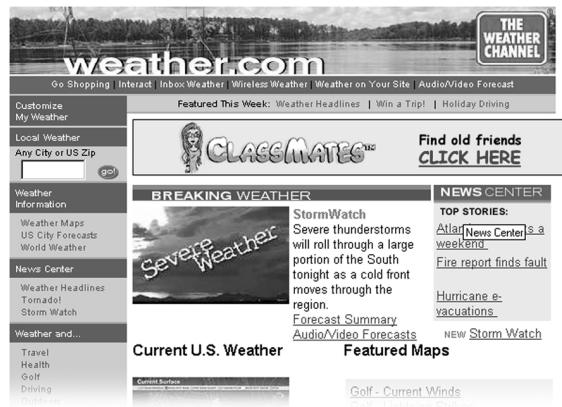 THE
WEATHER
CHANNEL
weather.com
Go Shopping | Interact | Inbox Weather | Wireless Weather | Weather on Your Site | Audio/Video Forecast
Customize
My Weather
Featured This Week: Weather Headlines | Win a Trip! | Holiday Driving
Local Weather
Any City or US Zip
go!
CLASSMATES TM
Find old friends
CLICK HERE
Weather
Information
Weather Maps
US City Forecasts
World Weather
News Center
Weather Headlines
Tornado!
Storm Watch
Weather and...
Travel
Health
Golf
Driving
Outdoors
BREAKING WEATHER
Severe Weather
StormWatch
Severe thunderstorms
will roll through a large
portion of the South
tonight as a cold front
moves through the
region.
Forecast Summary
Audio/Video Forecasts
NEWS CENTER
TOP STORIES:
News Center
s a
weekend
Fire report finds fault
Hurricane e-
vacuations
NEW Storm Watch
Current U.S. Weather
Current Surface
Featured Maps
Golf - Current Winds
Golf - Lightning Strikes